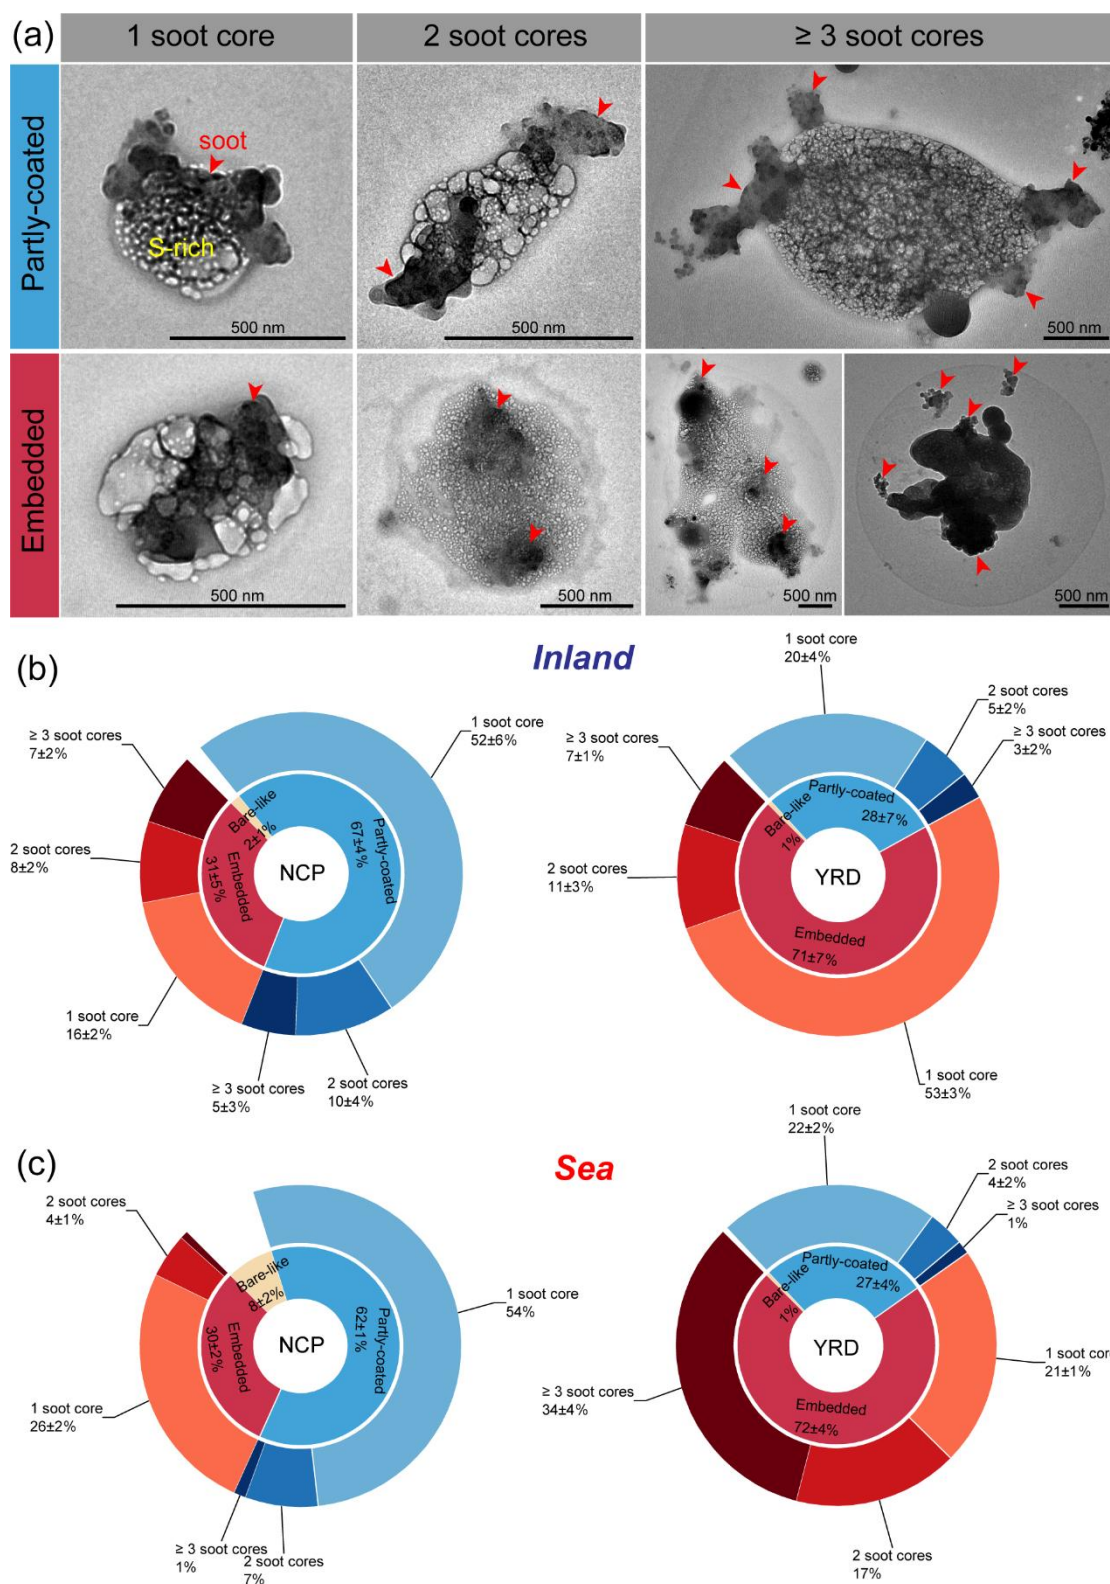 (a)
1 soot core
2 soot cores
≥ 3 soot cores
Partly-coated
soot
S-rich
500 nm
500 nm
500 nm
Embedded
500 nm
500 nm
500 nm
500 nm
(b)
Inland
≥ 3 soot cores
7±2%
2 soot cores
8±2%
1 soot core
16±2%
≥ 3 soot cores
5±3%
2 soot cores
10±4%
1 soot core
52±6%
Bare-like
2±1%
Partly-coated
67±4%
Embedded
31±5%
NCP
1 soot core
20±4%
2 soot cores
5±2%
≥ 3 soot cores
3±2%
≥ 3 soot cores
7±1%
2 soot cores
11±3%
1 soot core
53±3%
Partly-coated
28±7%
Bare-like
1%
YRD
Embedded
71±7%
(c)
Sea
2 soot cores
4±1%
1 soot core
26±2%
≥ 3 soot cores
1%
2 soot cores
7%
1 soot core
54%
Bare-like
8±2%
Partly-coated
62±1%
Embedded
30±2%
NCP
1 soot core
22±2%
2 soot cores
4±2%
≥ 3 soot cores
1%
1 soot cor
21±1%
≥ 3 soot cores
34±4%
2 soot cores
17%
Partly-coated
27±4%
Bare-like
1%
YRD
Embedded
72±4%